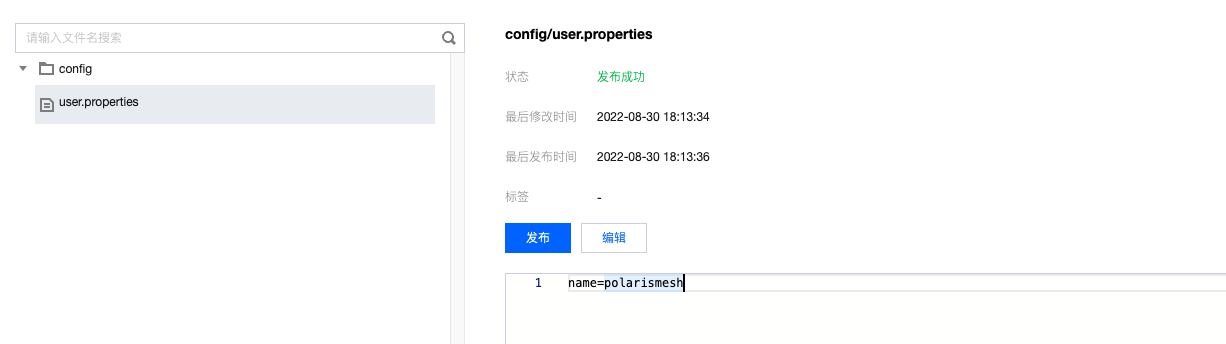 请输入文件名搜索
config
user.properties
config/user.properties
状态 发布成功
最后修改时间 2022-08-30 18:13:34
最后发布时间 2022-08-30 18:13:36
标签 -
发布 编辑
1 name=polarismesh